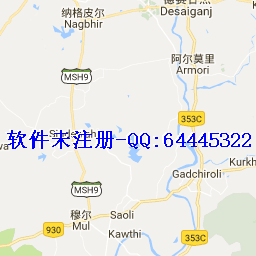 纳格皮尔
Nagbhir
Desaiganj
阿尔莫里
Armori
MSH9
353C
软件未注册-QQ:64445322
353C
Kurkh
Gadchiroli
MSH9
穆尔
Mul
Saoli
930
Kawthi
353C